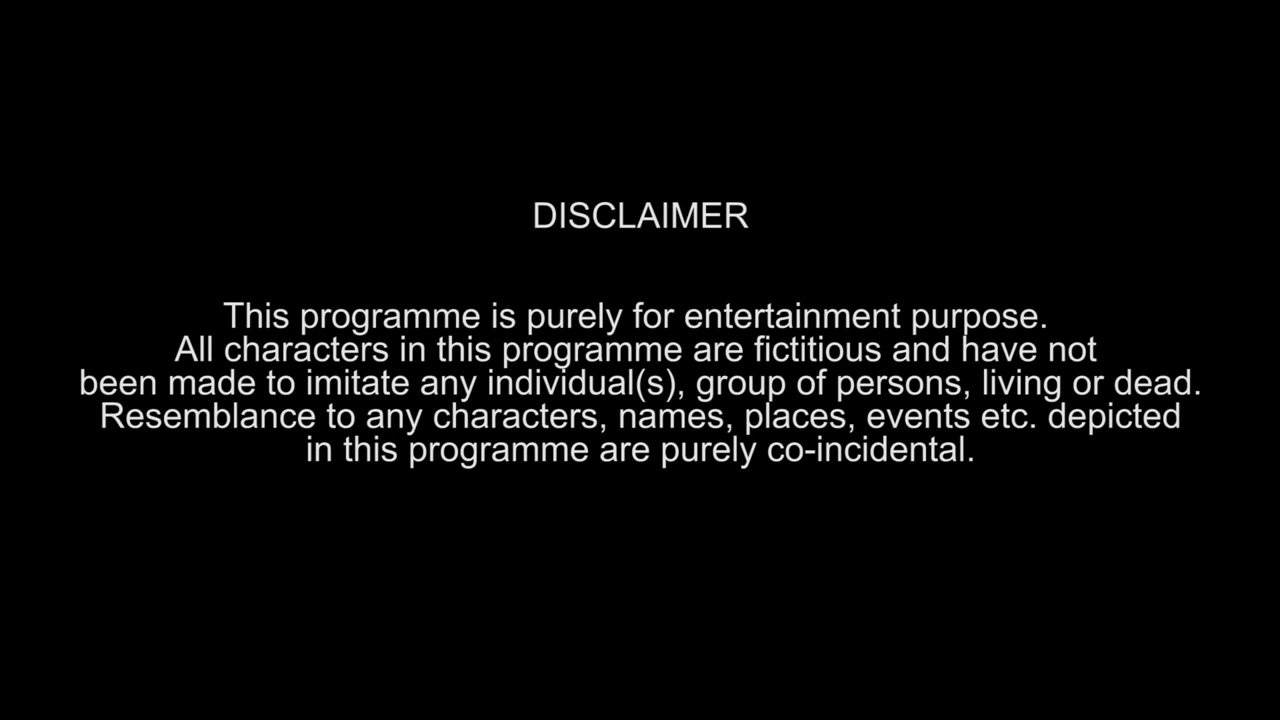 DISCLAIMER
This programme is purely for entertainment purpose.
All characters in this programme are fictitious and have not
been made to imitate any individual(s), group of persons, living or dead.
Resemblance to any characters, names, places, events etc. depicted
in this programme are purely co-incidental.